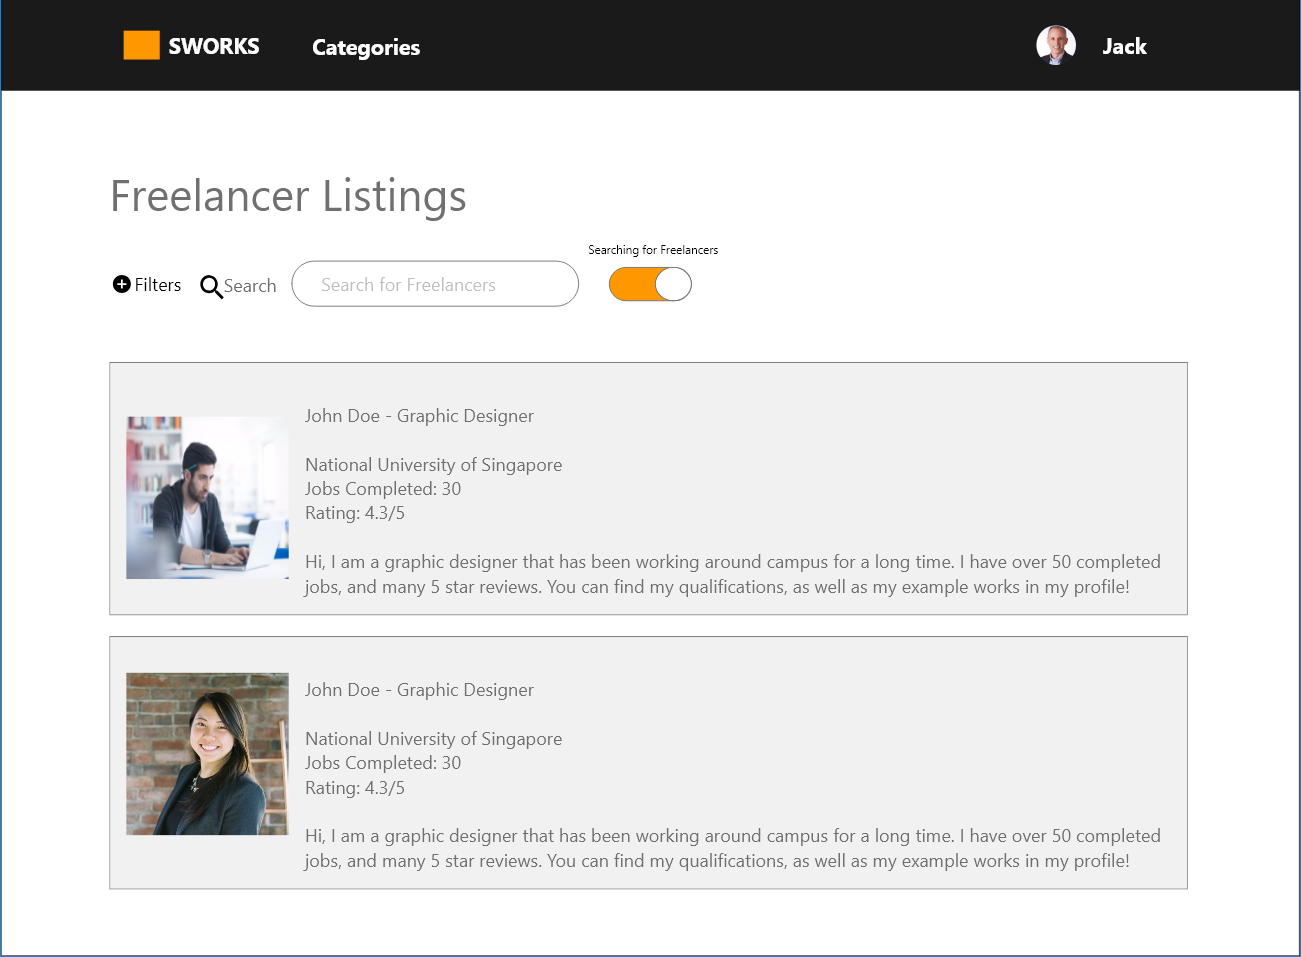 SWORKS
Categories
Jack
Freelancer Listings
Searching for Freelancers
Filters
Search
Search for Freelancers
John Doe - Graphic Designer
National University of Singapore
Jobs Completed: 30
Rating: 4.3/5
Hi, I am a graphic designer that has been working around campus for a long time. I have over 50 completed
jobs, and many 5 star reviews. You can find my qualifications, as well as my example works in my profile!
John Doe - Graphic Designer
National University of Singapore
Jobs Completed: 30
Rating: 4.3/5
Hi, I am a graphic designer that has been working around campus for a long time. I have over 50 completed
jobs, and many 5 star reviews. You can find my qualifications, as well as my example works in my profile!